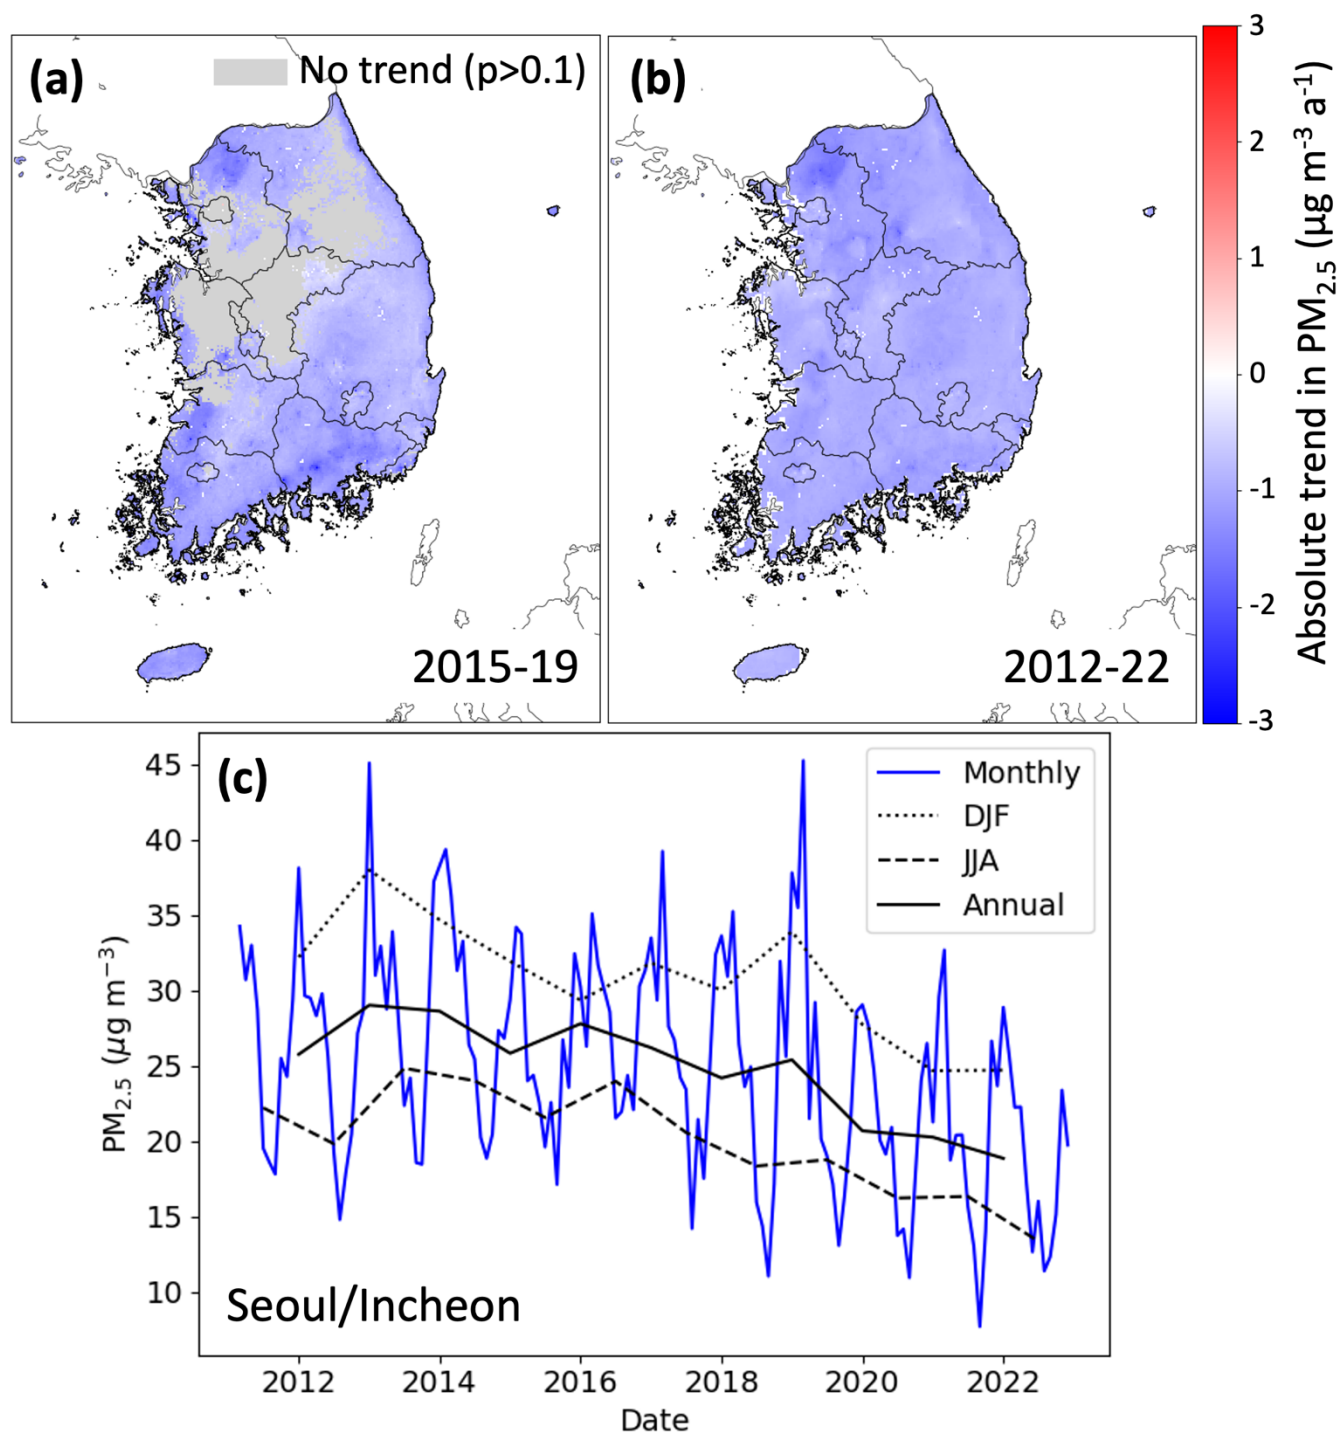 (a)
No trend (p>0.1)
2015-19
(b)
2012-22
3
2
1
0
-1
-2
-3
Absolute trend in PM2.5 (µg m-3 a-1)
(c)
Monthly
DJF
JJA
Annual
45
40
35
30
25
20
15
10
PM2.5 (µg m−3)
Seoul/Incheon
2012 2014 2016 2018 2020 2022
Date